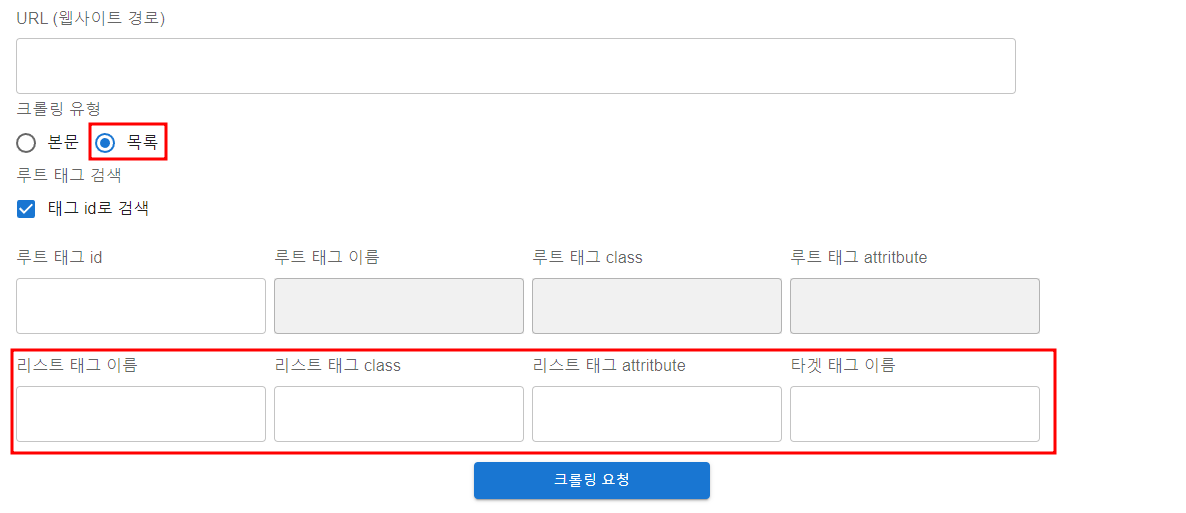 URL (웹사이트 경로)
크롤링 유형
본문 목록
루트 태그 검색
태그 id로 검색
루트 태그 id 루트 태그 이름 루트 태그 class 루트 태그 attritbute
리스트 태그 이름 리스트 태그 class 리스트 태그 attritbute 타겟 태그 이름
크롤링 요청